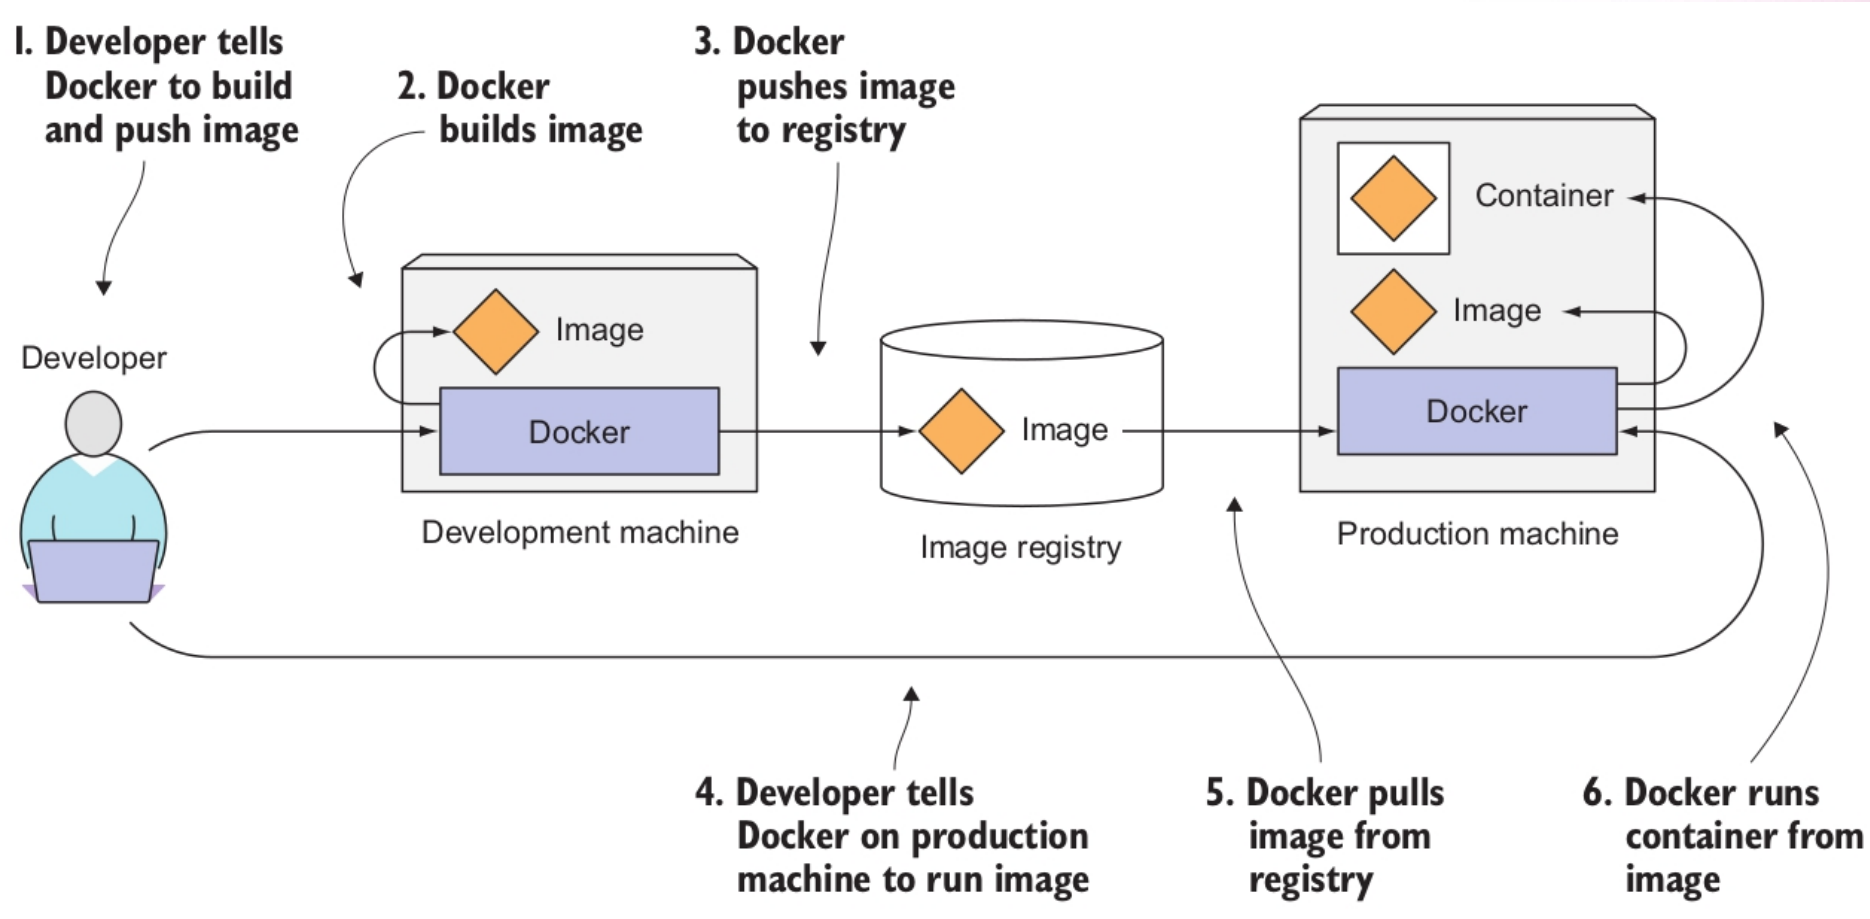 1. Developer tells
Docker to build
and push image
2. Docker
builds image
3. Docker
pushes image
to registry
Developer
Image
Docker
Development machine
Image
Image registry
Container
Image
Docker
Production machine
4. Developer tells
Docker on production
machine to run image
5. Docker pulls
image from
registry
6. Docker runs
container from
image